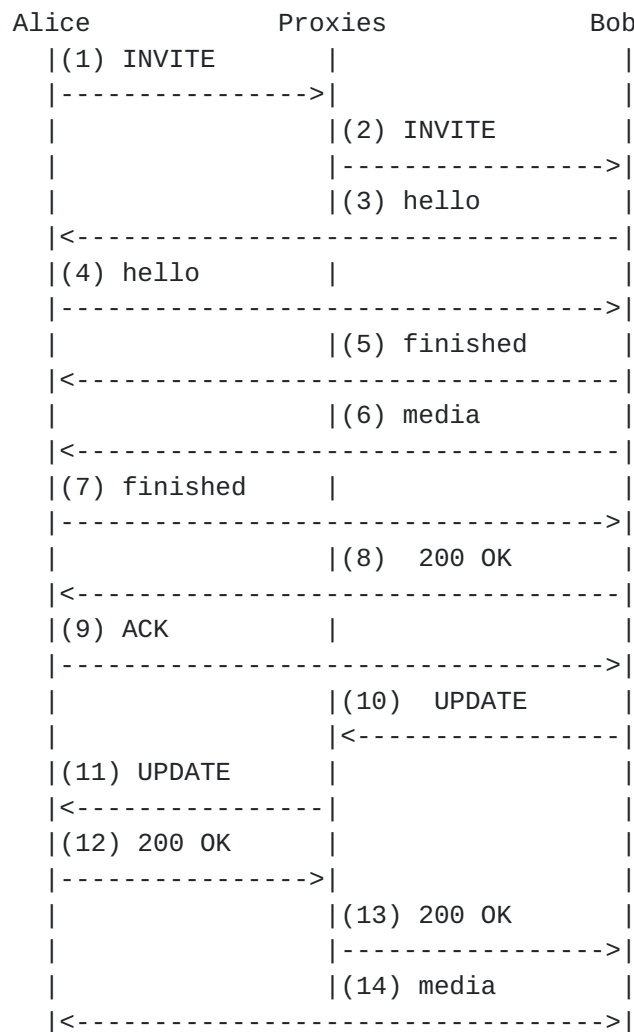 Alice                Proxies             Bob
  |(1) INVITE       |                  |
  |---------------->|                  |
  |                 |(2) INVITE        |
  |                 |----------------->|
  |                 |(3) hello         |
  |<-----------------------------------|
  |(4) hello        |                  |
  |----------------------------------->|
  |                 |(5) finished      |
  |<-----------------------------------|
  |                 |(6) media         |
  |<-----------------------------------|
  |(7) finished     |                  |
  |----------------------------------->|
  |                 |(8)  200 OK       |
  |<-----------------------------------|
  |(9) ACK          |                  |
  |----------------------------------->|
  |                 |(10)  UPDATE      |
  |                 |<-----------------|
  |(11) UPDATE      |                  |
  |<----------------|                  |
  |(12) 200 OK      |                  |
  |---------------->|                  |
  |                 |(13) 200 OK       |
  |                 |----------------->|
  |                 |(14) media        |
  |<---------------------------------->|